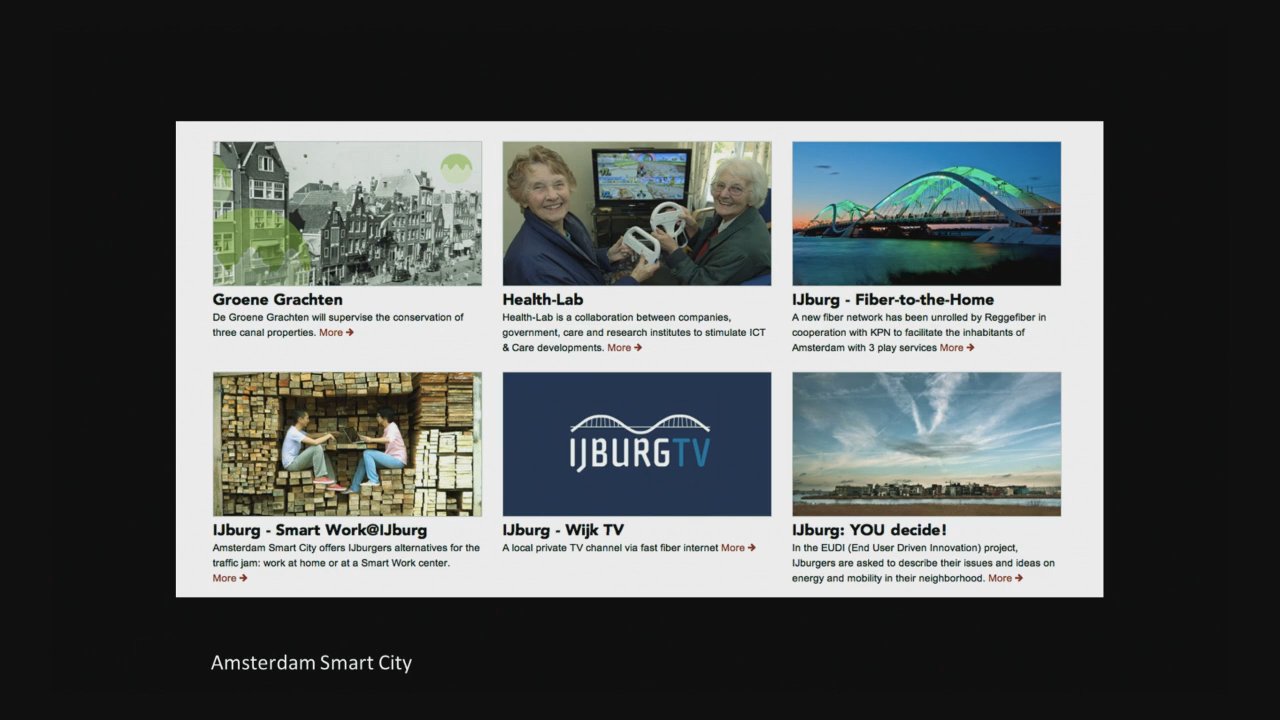 Groene Grachten
De Groene Grachten will supervise the conservation of
three canal properties. More →
Health-Lab
Health-Lab is a collaboration between companies,
government, care and research institutes to stimulate ICT
& Care developments. More →
IJburg - Fiber-to-the-Home
A new fiber network has been unrolled by Reggefiber in
cooperation with KPN to facilitate the inhabitants of
Amsterdam with 3 play services More →
IJburg - Smart Work@IJburg
Amsterdam Smart City offers IJburgers alternatives for the
traffic jam: work at home or at a Smart Work center.
More →
IJBURGTV
IJburg - Wijk TV
A local private TV channel via fast fiber internet More →
IJburg: YOU decide!
In the EUDI (End User Driven Innovation) project,
IJburgers are asked to describe their issues and ideas on
energy and mobility in their neighborhood. More →
Amsterdam Smart City